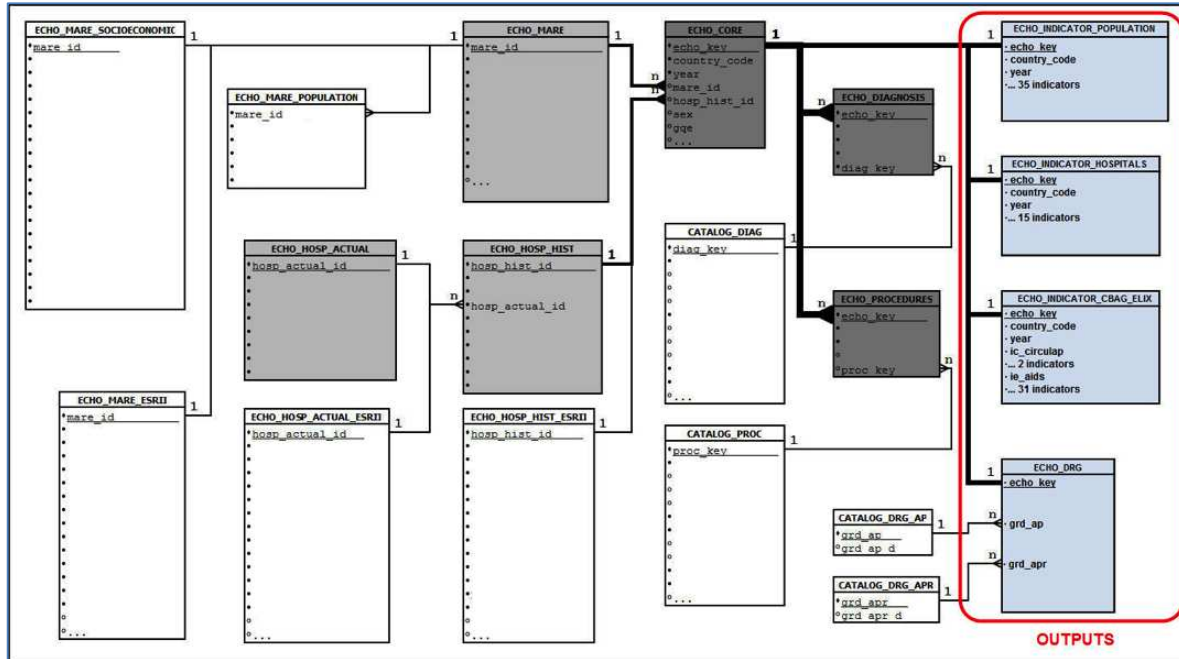 ECHO_MARE_SOCIOECONOMIC
mare_id
1
ECHO_MARE_POPULATION
mare_id
1
ECHO_MARE
mare_id
...
1
n
n
ECHO_CORE
echo_key
country_code
year
mare_id
hosp_hist_id
sex
gqe
...
1
n
ECHO_DIAGNOSIS
echo_key
diag_key
n
1
ECHO_INDICATOR_POPULATION
echo_key
country_code
year
... 35 indicators
1
ECHO_INDICATOR_HOSPITALS
echo_key
country_code
year
... 15 indicators
ECHO_HOSP_ACTUAL
hosp_actual_id
1
n
ECHO_HOSP_HIST
hosp_hist_id
hosp_actual_id
1
CATALOG_DIAG
diag_key
...
1
n
ECHO_PROCEDURES
echo_key
proc_key
n
1
ECHO_INDICATOR_CBAG_ELIX
echo_key
country_code
year
ic_circulap
... 2 indicators
ie_aids
... 31 indicators
ECHO_MARE_ESRII
mare_id
...
1
ECHO_HOSP_ACTUAL_ESRII
hosp_actual_id
...
1
ECHO_HOSP_HIST_ESRII
hosp_hist_id
...
1
CATALOG_PROC
proc_key
...
1
CATALOG_DRG_AP
grd_ap
grd_ap_d
1
n
CATALOG_DRG_APR
grd_apr
grd_apr_d
1
n
1
ECHO_DRG
echo_key
grd_ap
grd_apr
OUTPUTS